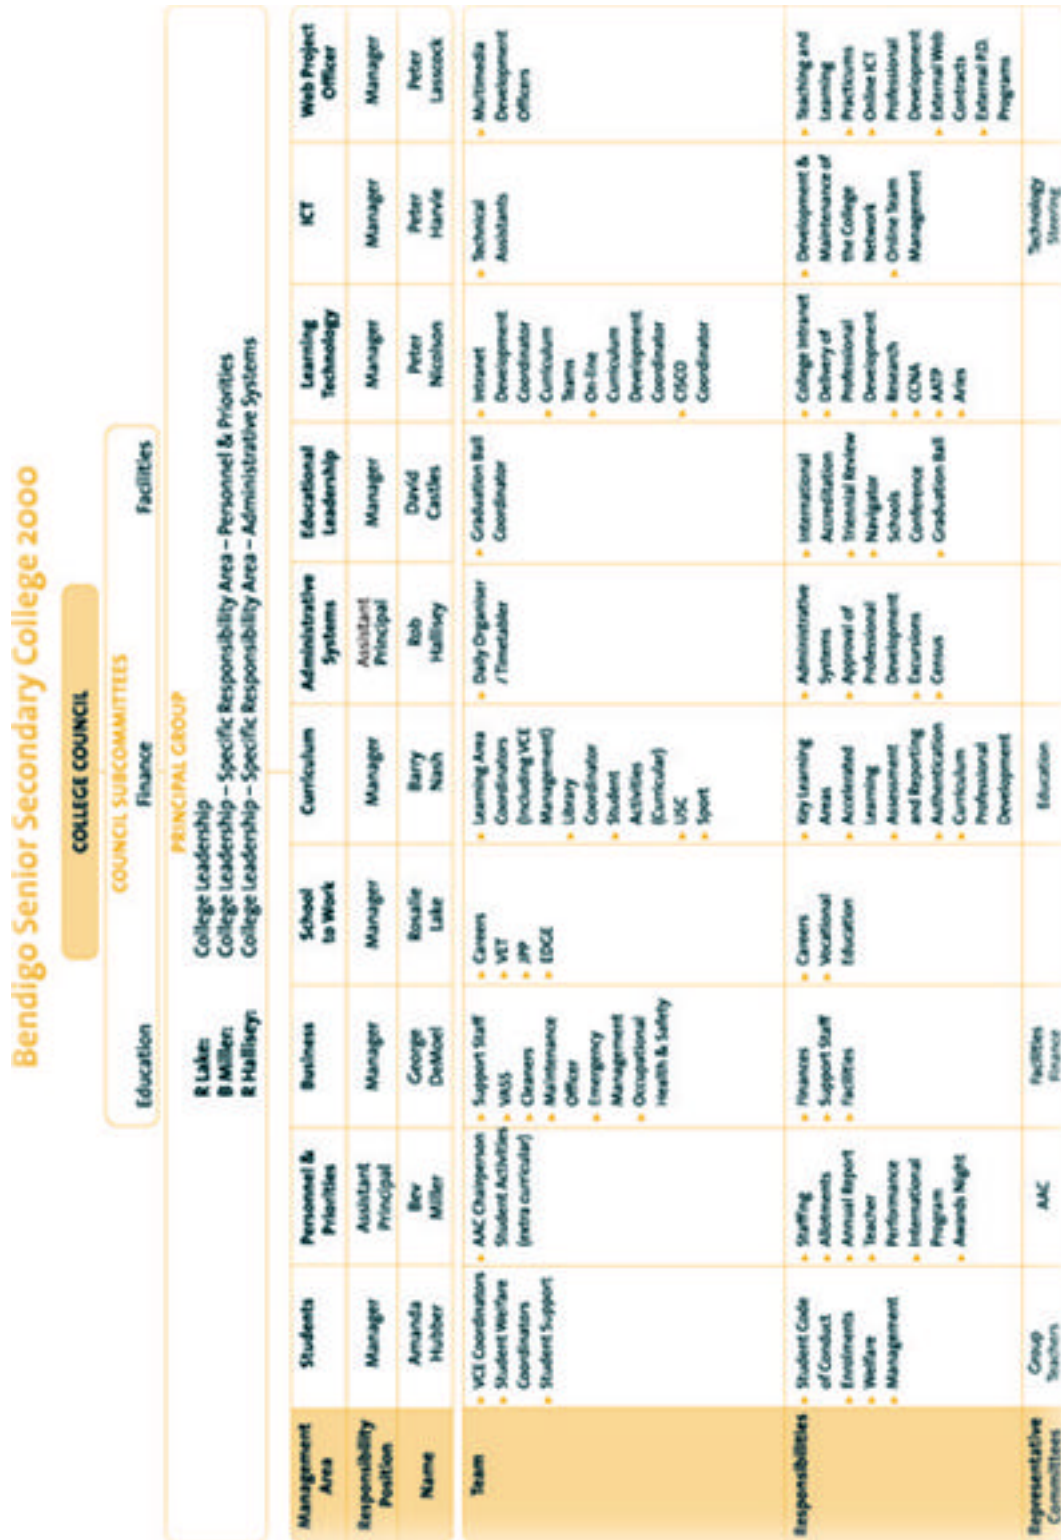 Bendigo Senior Secondary College 2000
COLLEGE COUNCIL
COUNCIL SUBCOMMITTEES
Education Finance Facilities
PRINCIPAL GROUP
R Lake: College Leadership
B Miller: College Leadership – Specific Responsibility Area – Personnel & Priorities
R Hallisey: College Leadership – Specific Responsibility Area – Administrative Systems
Management
Area
Students
Personnel &
Priorities
Business
School
to Work
Curriculum
Administrative
Systems
Educational
Leadership
Learning
Technology
ICT
Web Project
Officer
Responsibility
Position
Manager
Assistant
Principal
Manager
Manager
Manager
Assistant
Principal
Manager
Manager
Manager
Manager
Name
Amanda
Hubber
Bev
Miller
George
DeMoel
Rosalie
Lake
Barry
Nash
Rob
Hallisey
David
Castles
Peter
Nicolson
Peter
Harvie
Peter
Lasscock
Team
VCE Coordinators
Student Welfare
Coordinators
Student Support
AAC Chairperson
Student Activities
(extra curricular)
Support Staff
VASS
Cleaners
Maintenance
Officer
Emergency
Management
Occupational
Health & Safety
Careers
VET
JPP
EDGE
Learning Area
Coordinators
(including VCE
Management)
Library
Coordinator
Student
Activities
(Curricular)
USC
Sport
Daily Organiser
/ Timetabler
Graduation Ball
Coordinator
Intranet
Development
Coordinator
Curriculum
Teams
On-line
Curriculum
Development
Coordinator
CISCO
Coordinator
Technical
Assistants
Multimedia
Development
Officers
Responsibilities
Student Code
of Conduct
Enrolments
Welfare
Management
Staffing
Allotments
Annual Report
Teacher
Performance
International
Program
Awards Night
Finances
Support Staff
Facilities
Careers
Vocational
Education
Key Learning
Areas
Accelerated
Learning
Assessment
and Reporting
Authentication
Curriculum
Professional
Development
Administrative
Systems
Approval of
Professional
Development
Excursions
Census
International
Accreditation
Triennial Review
Navigator
Schools
Conference
Graduation Ball
College Intranet
Delivery of
Professional
Development
Research
CCNA
AATP
Aries
Development &
Maintenance of
the College
Network
Online Team
Management
Teaching and
Learning
Practicums
Online ICT
Professional
Development
External Web
Contracts
External P.D.
Programs
Representative
Committees
Group
Teachers
AAC
Facilities
Finance
Education
Technology
Steering